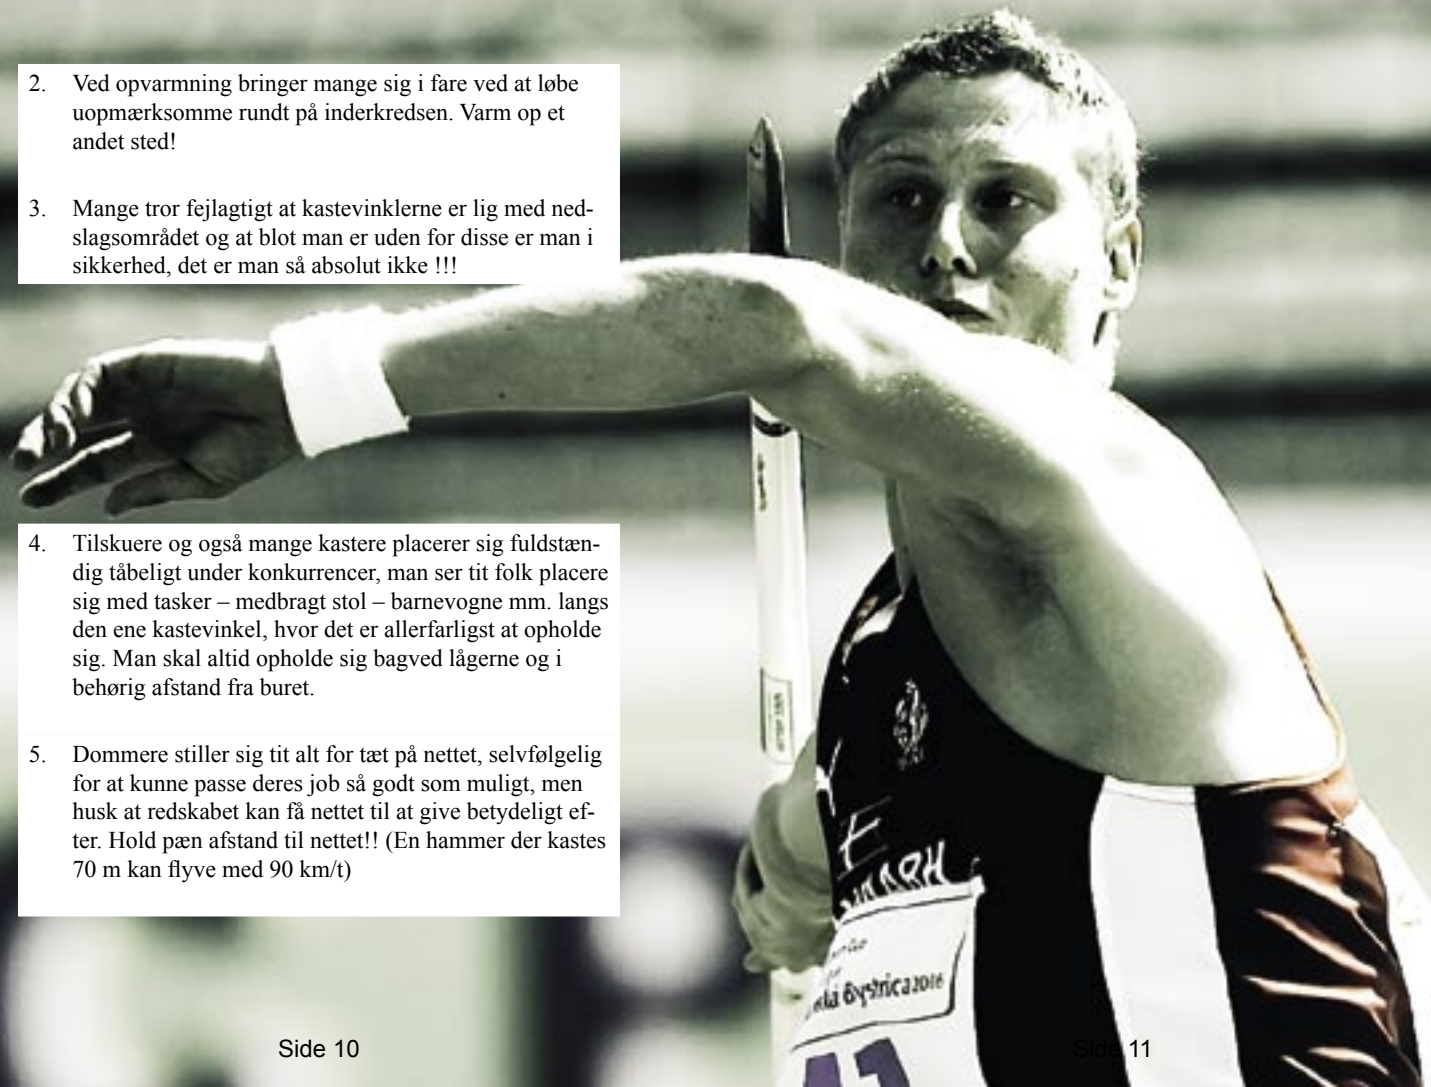 2. Ved opvarmning bringer mange sig i fare ved at løbe
uopmærksomme rundt på inderkredsen. Varm op et
andet sted!
3. Mange tror fejlagtigt at kastevinklerne er lig med ned-
slagsområdet og at blot man er uden for disse er man i
sikkerhed, det er man så absolut ikke !!!
4. Tilskuere og også mange kastere placerer sig fuldstæn-
dig tåbeligt under konkurrencer, man ser tit folk placere
sig med tasker – medbragt stol – barnevogne mm. langs
den ene kastevinkel, hvor det er allerfarligst at opholde
sig. Man skal altid opholde sig bagved lågerne og i
behørig afstand fra buret.
5. Dommere stiller sig tit alt for tæt på nettet, selvfølgelig
for at kunne passe deres job så godt som muligt, men
husk at redskabet kan få nettet til at give betydeligt ef-
ter. Hold pæn afstand til nettet!! (En hammer der kastes
70 m kan flyve med 90 km/t)
Bystrica 2016
Side 10
Side 11